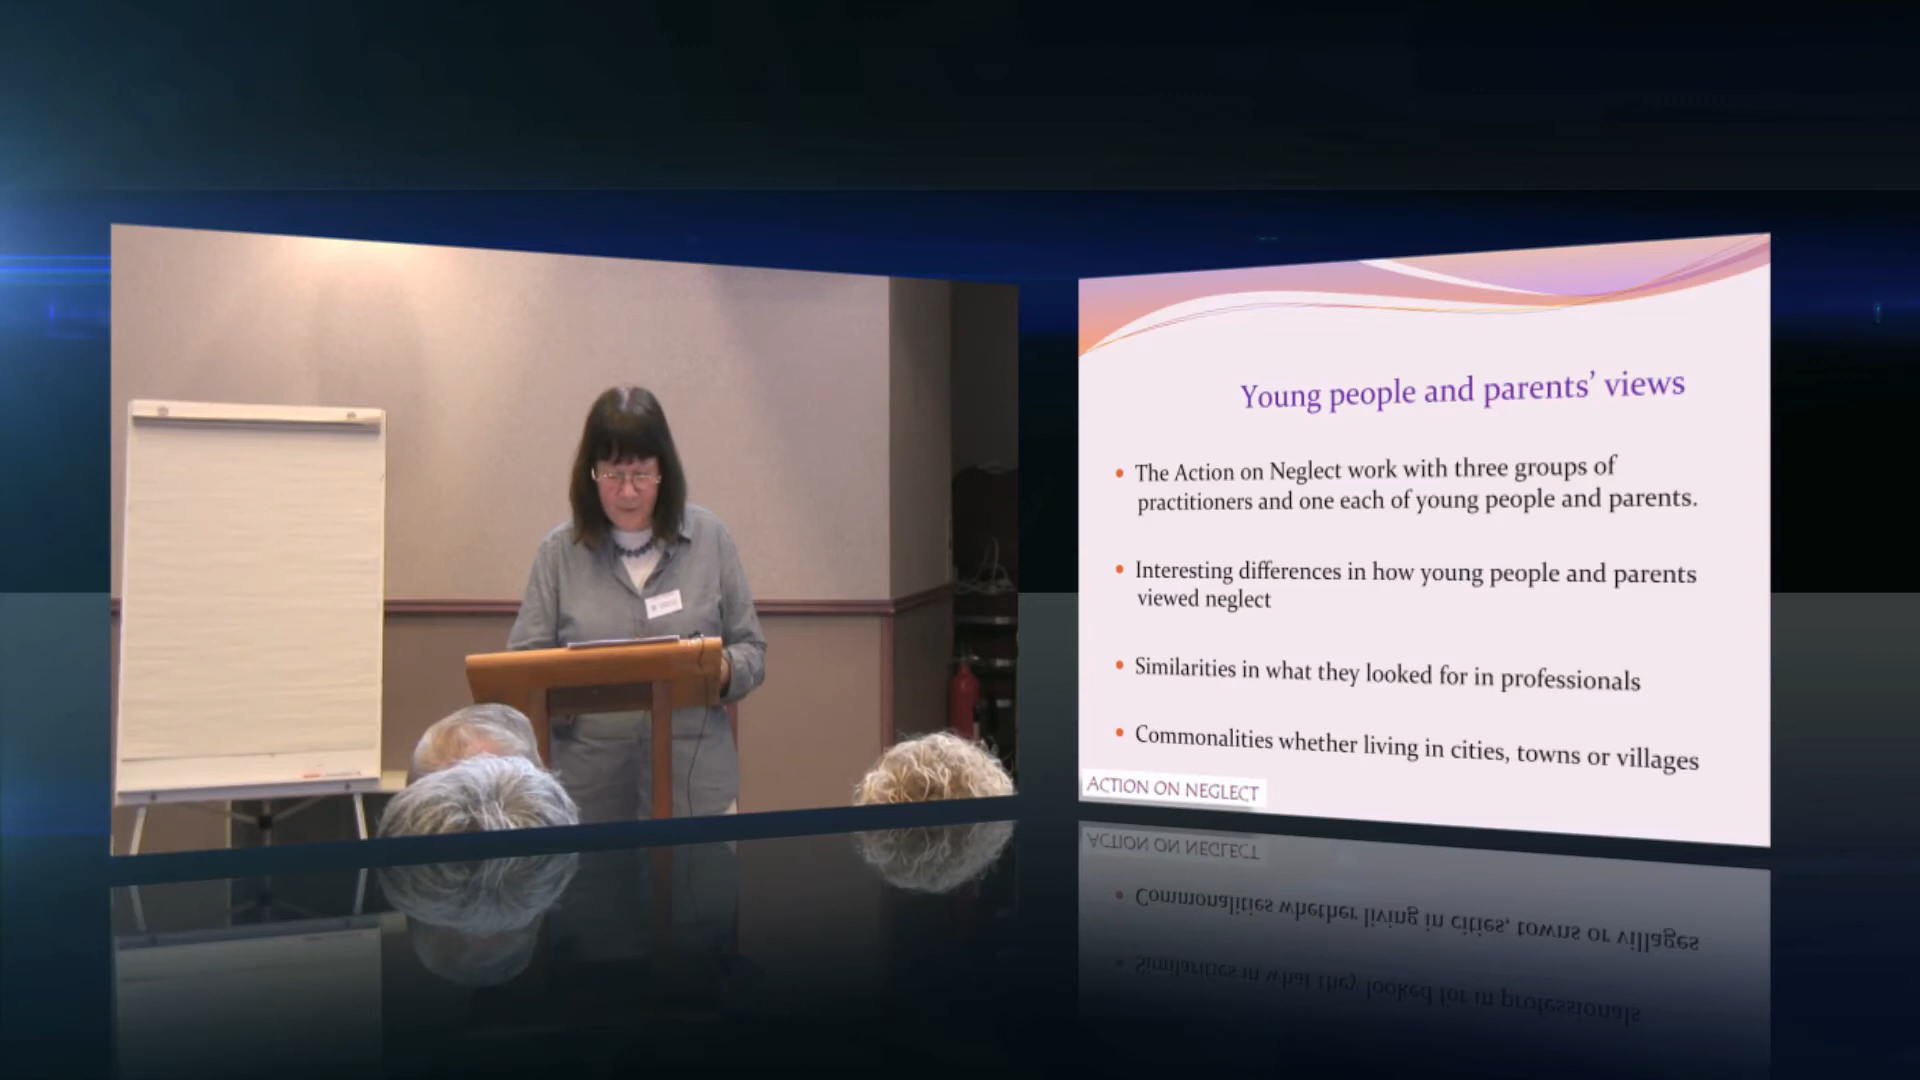 Young people and parents’ views
• The Action on Neglect work with three groups of
practitioners and one each of young people and parents.
• Interesting differences in how young people and parents
viewed neglect
• Similarities in what they looked for in professionals
• Commonalities whether living in cities, towns or villages
ACTION ON NEGLECT